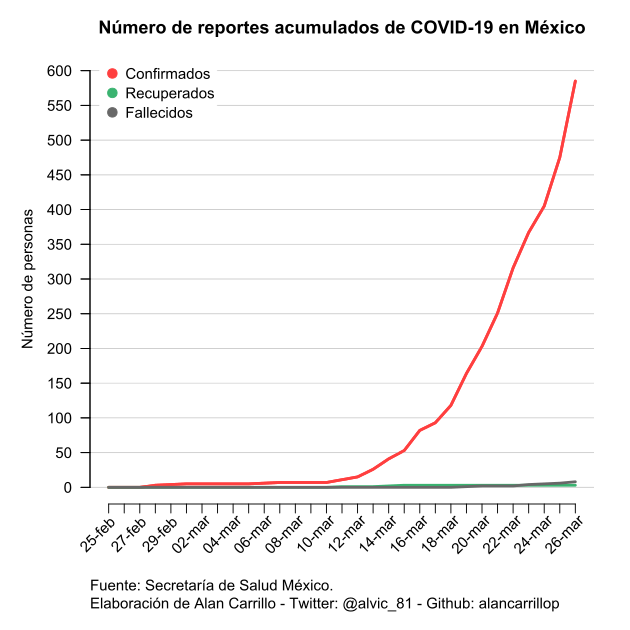 Número de reportes acumulados de COVID-19 en México
Confirmados
Recuperados
Fallecidos
Número de personas
600
550
500
450
400
350
300
250
200
150
100
50
0
25-feb
27-feb
29-feb
02-mar
04-mar
06-mar
08-mar
10-mar
12-mar
14-mar
16-mar
18-mar
20-mar
22-mar
24-mar
26-mar
Fuente: Secretaría de Salud México.
Elaboración de Alan Carrillo - Twitter: @alvic_81 - Github: alancarrillop